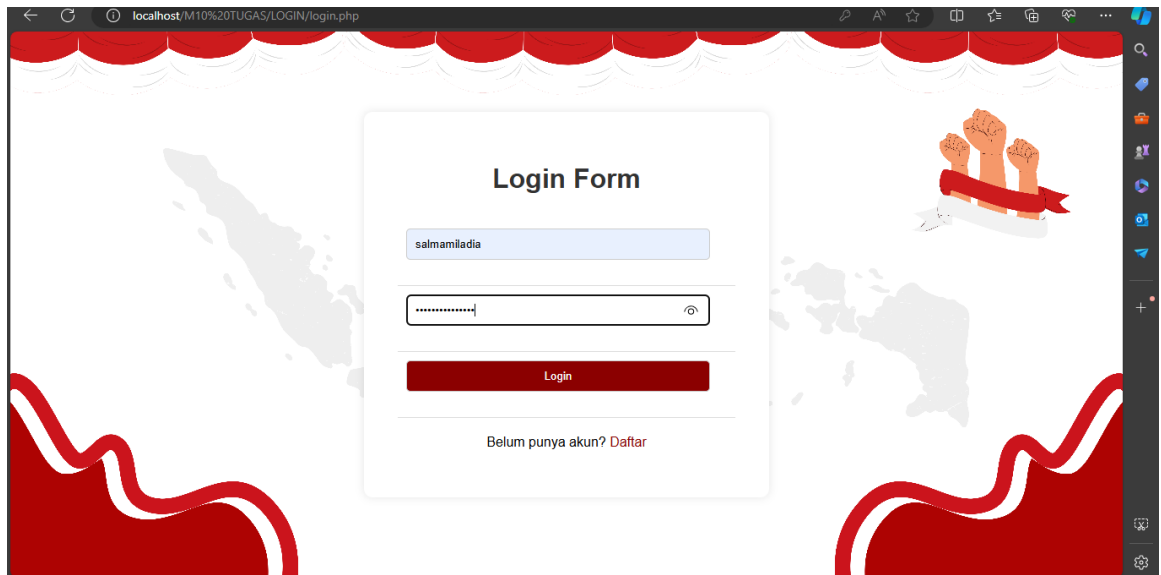 localhost/M10%20TUGAS/LOGIN/login.php
Login Form
salmamiladia
Login
Belum punya akun? Daftar